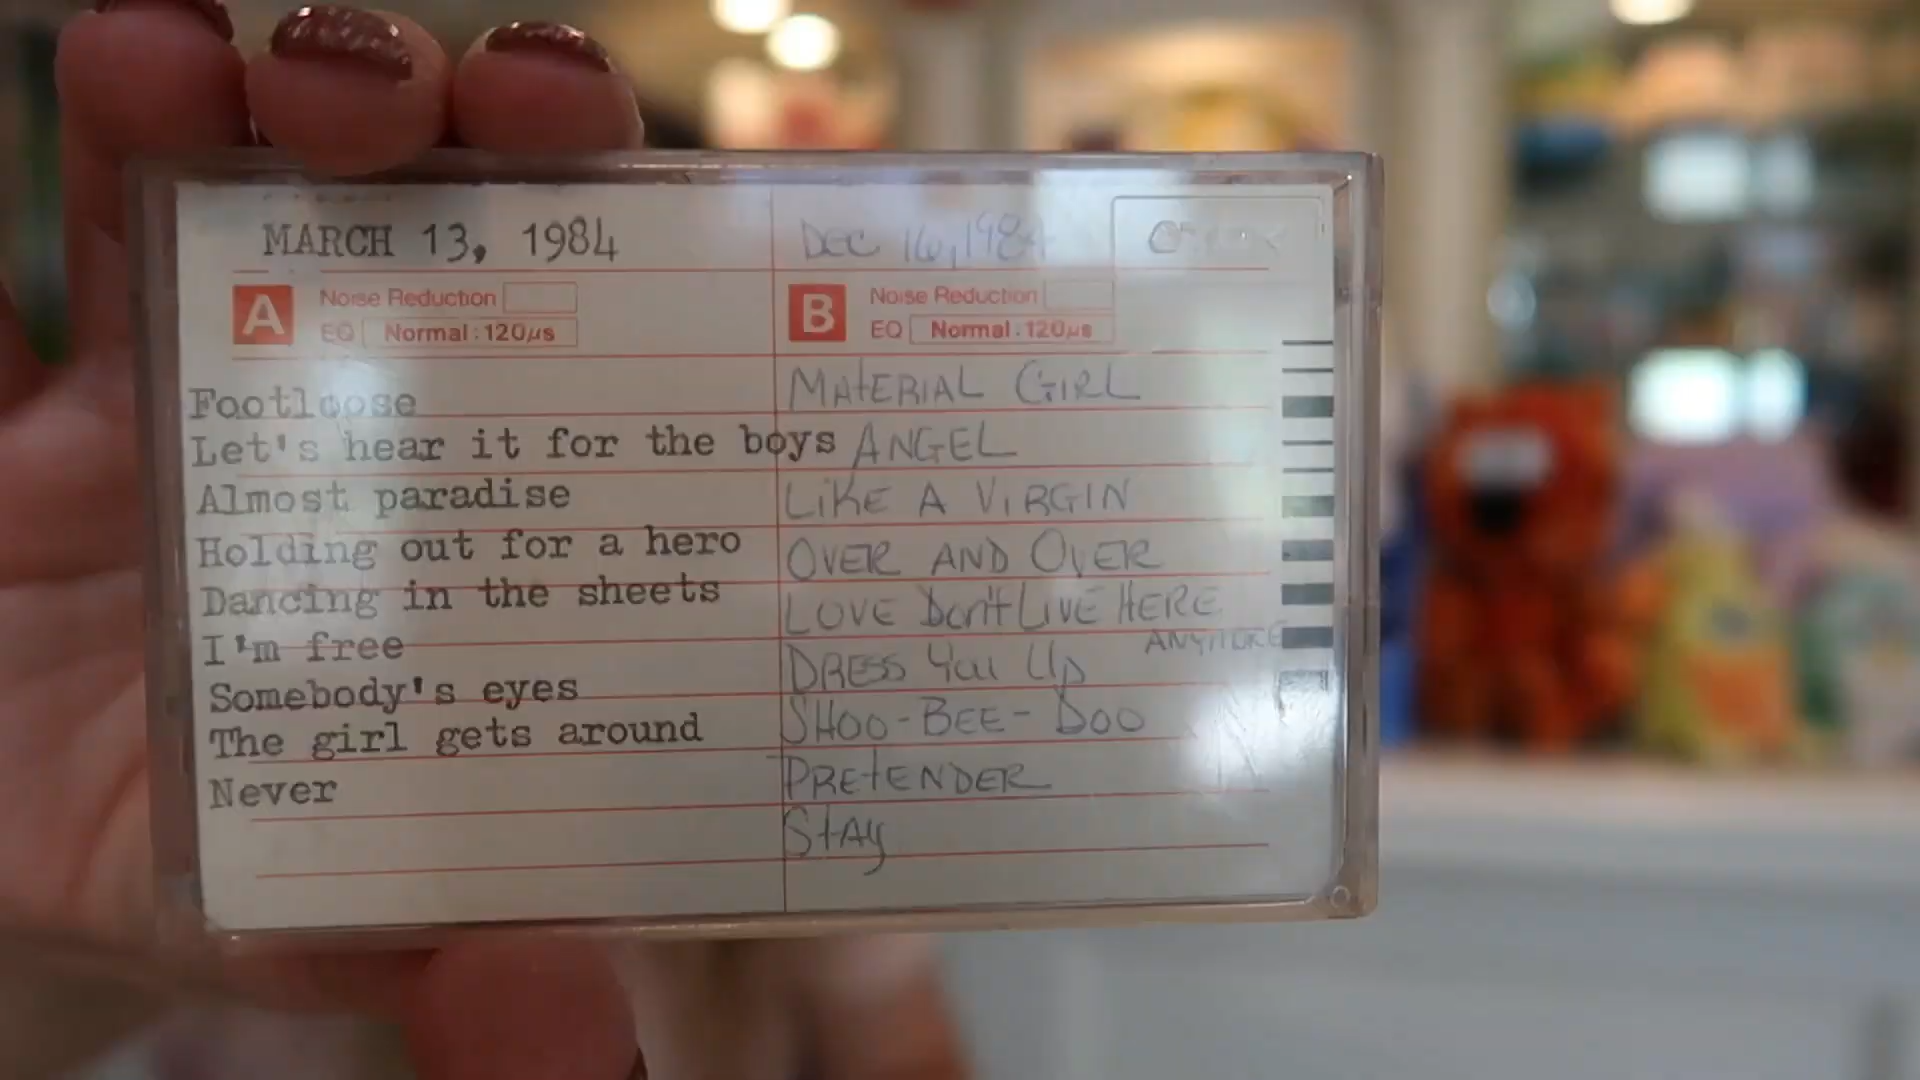 MARCH 13, 1984
DEC 16, 1984
A
Noise Reduction
EQ Normal : 120μs
B
Noise Reduction
EQ Normal : 120μs
Footloose
Let's hear it for the boys
Almost paradise
Holding out for a hero
Dancing in the sheets
I'm free
Somebody's eyes
The girl gets around
Never
MATERIAL GIRL
ANGEL
LIKE A VIRGIN
OVER AND OVER
LOVE DON'T LIVE HERE
ANYMORE
DRESS YOU UP
SHOO-BEE-DOO
PRETENDER
STAY